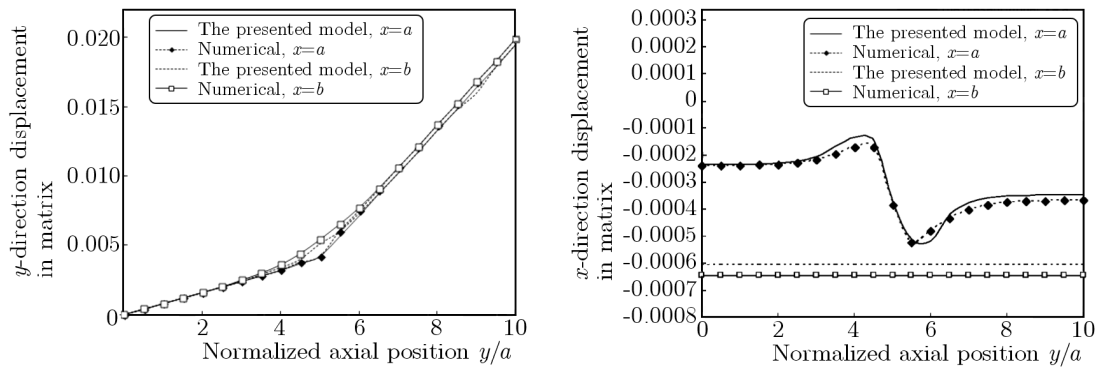 y-direction displacement
in matrix
0.020
0.015
0.010
0.005
0
2
4
6
8
10
Normalized axial position y/a
The presented model, x=a
Numerical, x=a
The presented model, x=b
Numerical, x=b
x-direction displacement
in matrix
0.0003
0.0002
0.0001
0
-0.0001
-0.0002
-0.0003
-0.0004
-0.0005
-0.0006
-0.0007
-0.0008
0
2
4
6
8
10
Normalized axial position y/a
The presented model, x=a
Numerical, x=a
The presented model, x=b
Numerical, x=b